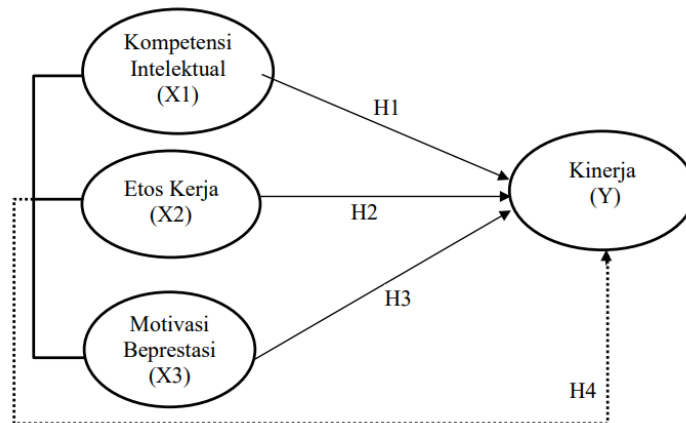 Kompetensi
Intelektual
(X1)
H1
Etos Kerja
(X2)
H2
Kinerja
(Y)
Motivasi
Beprestasi
(X3)
H3
H4